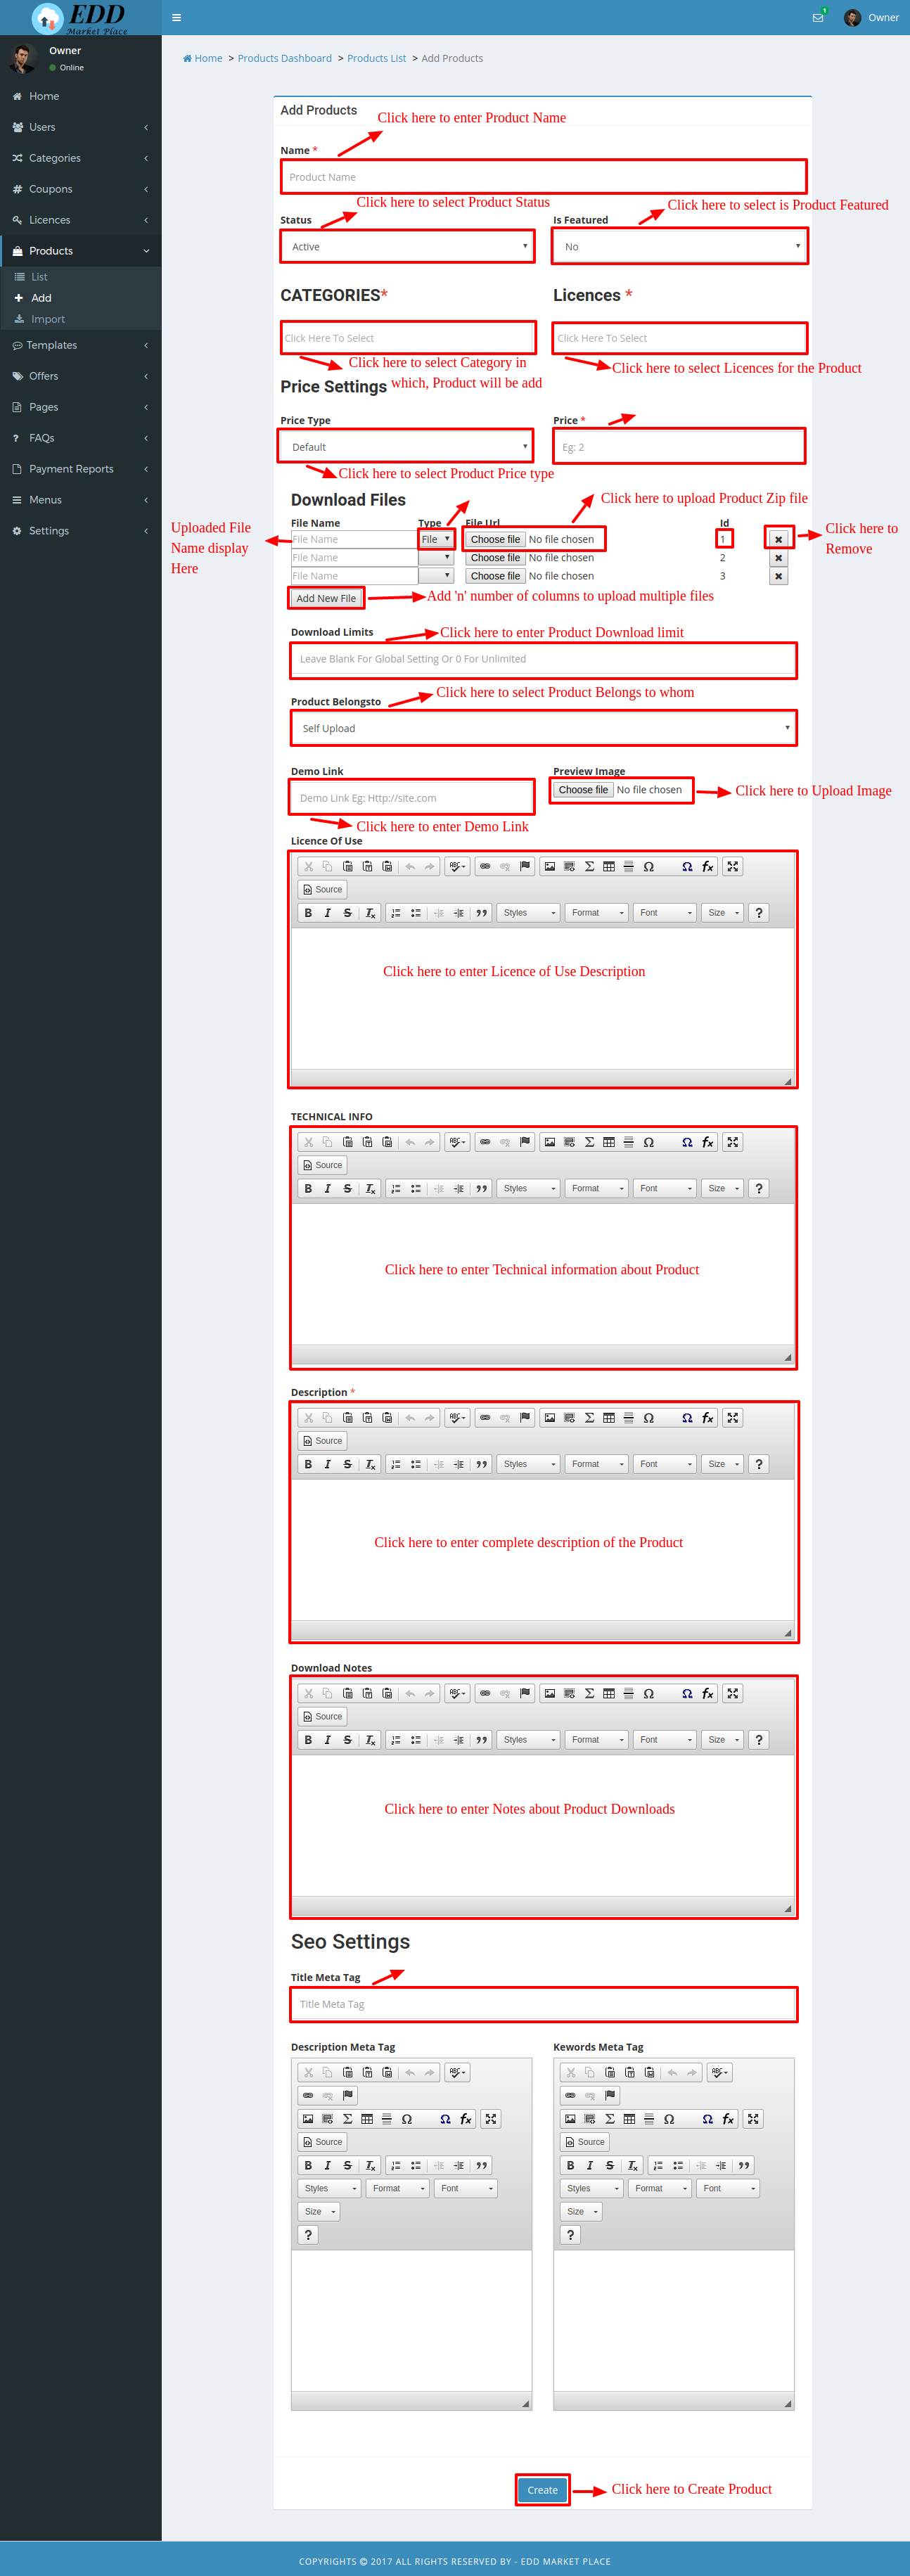 EDD
Market Place
1
Owner
Owner
Online
Home
Users
Categories
Coupons
Licences
Products
List
Add
Import
Templates
Offers
Pages
FAQs
Payment Reports
Menus
Settings
Home > Products Dashboard > Products List > Add Products
Add Products
Click here to enter Product Name
Name *
Product Name
Click here to select Product Status
Click here to select is Product Featured
Status
Is Featured
Active
No
CATEGORIES*
Licences *
Click Here To Select
Click Here To Select
Click here to select Category in
which, Product will be add
Click here to select Licences for the Product
Price Settings
Price Type
Price *
Default
Eg: 2
Click here to select Product Price type
Download Files
Click here to upload Product Zip file
File Name Type File Url Id
File Name File Choose file No file chosen 1
File Name Choose file No file chosen 2
File Name Choose file No file chosen 3
Uploaded File
Name display
Here
Click here to
Remove
Add New File
Add 'n' number of columns to upload multiple files
Download Limits
Click here to enter Product Download limit
Leave Blank For Global Setting Or 0 For Unlimited
Product Belongsto
Click here to select Product Belongs to whom
Self Upload
Demo Link
Preview Image
Demo Link Eg: Http://site.com
Choose file No file chosen
Click here to Upload Image
Click here to enter Demo Link
Licence Of Use
Source
Styles Format Font Size ?
Click here to enter Licence of Use Description
TECHNICAL INFO
Source
Styles Format Font Size ?
Click here to enter Technical information about Product
Description *
Source
Styles Format Font Size ?
Click here to enter complete description of the Product
Download Notes
Source
Styles Format Font Size ?
Click here to enter Notes about Product Downloads
Seo Settings
Title Meta Tag
Title Meta Tag
Description Meta Tag
Kewords Meta Tag
Source
Styles Format Font
Size
?
Source
Styles Format Font
Size
?
Create
Click here to Create Product
COPYRIGHTS © 2017 ALL RIGHTS RESERVED BY - EDD MARKET PLACE